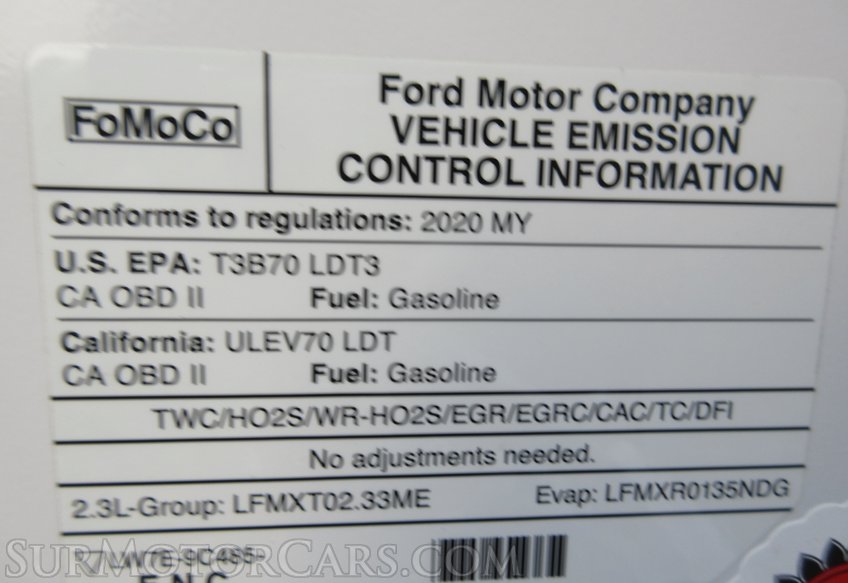 FoMoCo
Ford Motor Company
VEHICLE EMISSION
CONTROL INFORMATION
Conforms to regulations: 2020 MY
U.S. EPA: T3B70 LDT3
CA OBD II Fuel: Gasoline
California: ULEV70 LDT
CA OBD II Fuel: Gasoline
TWC/HO2S/WR-HO2S/EGR/EGRC/CAC/TC/DFI
No adjustments needed.
2.3L-Group: LFMXT02.33ME Evap: LFMXR0135NDG
SurMotorCars.com